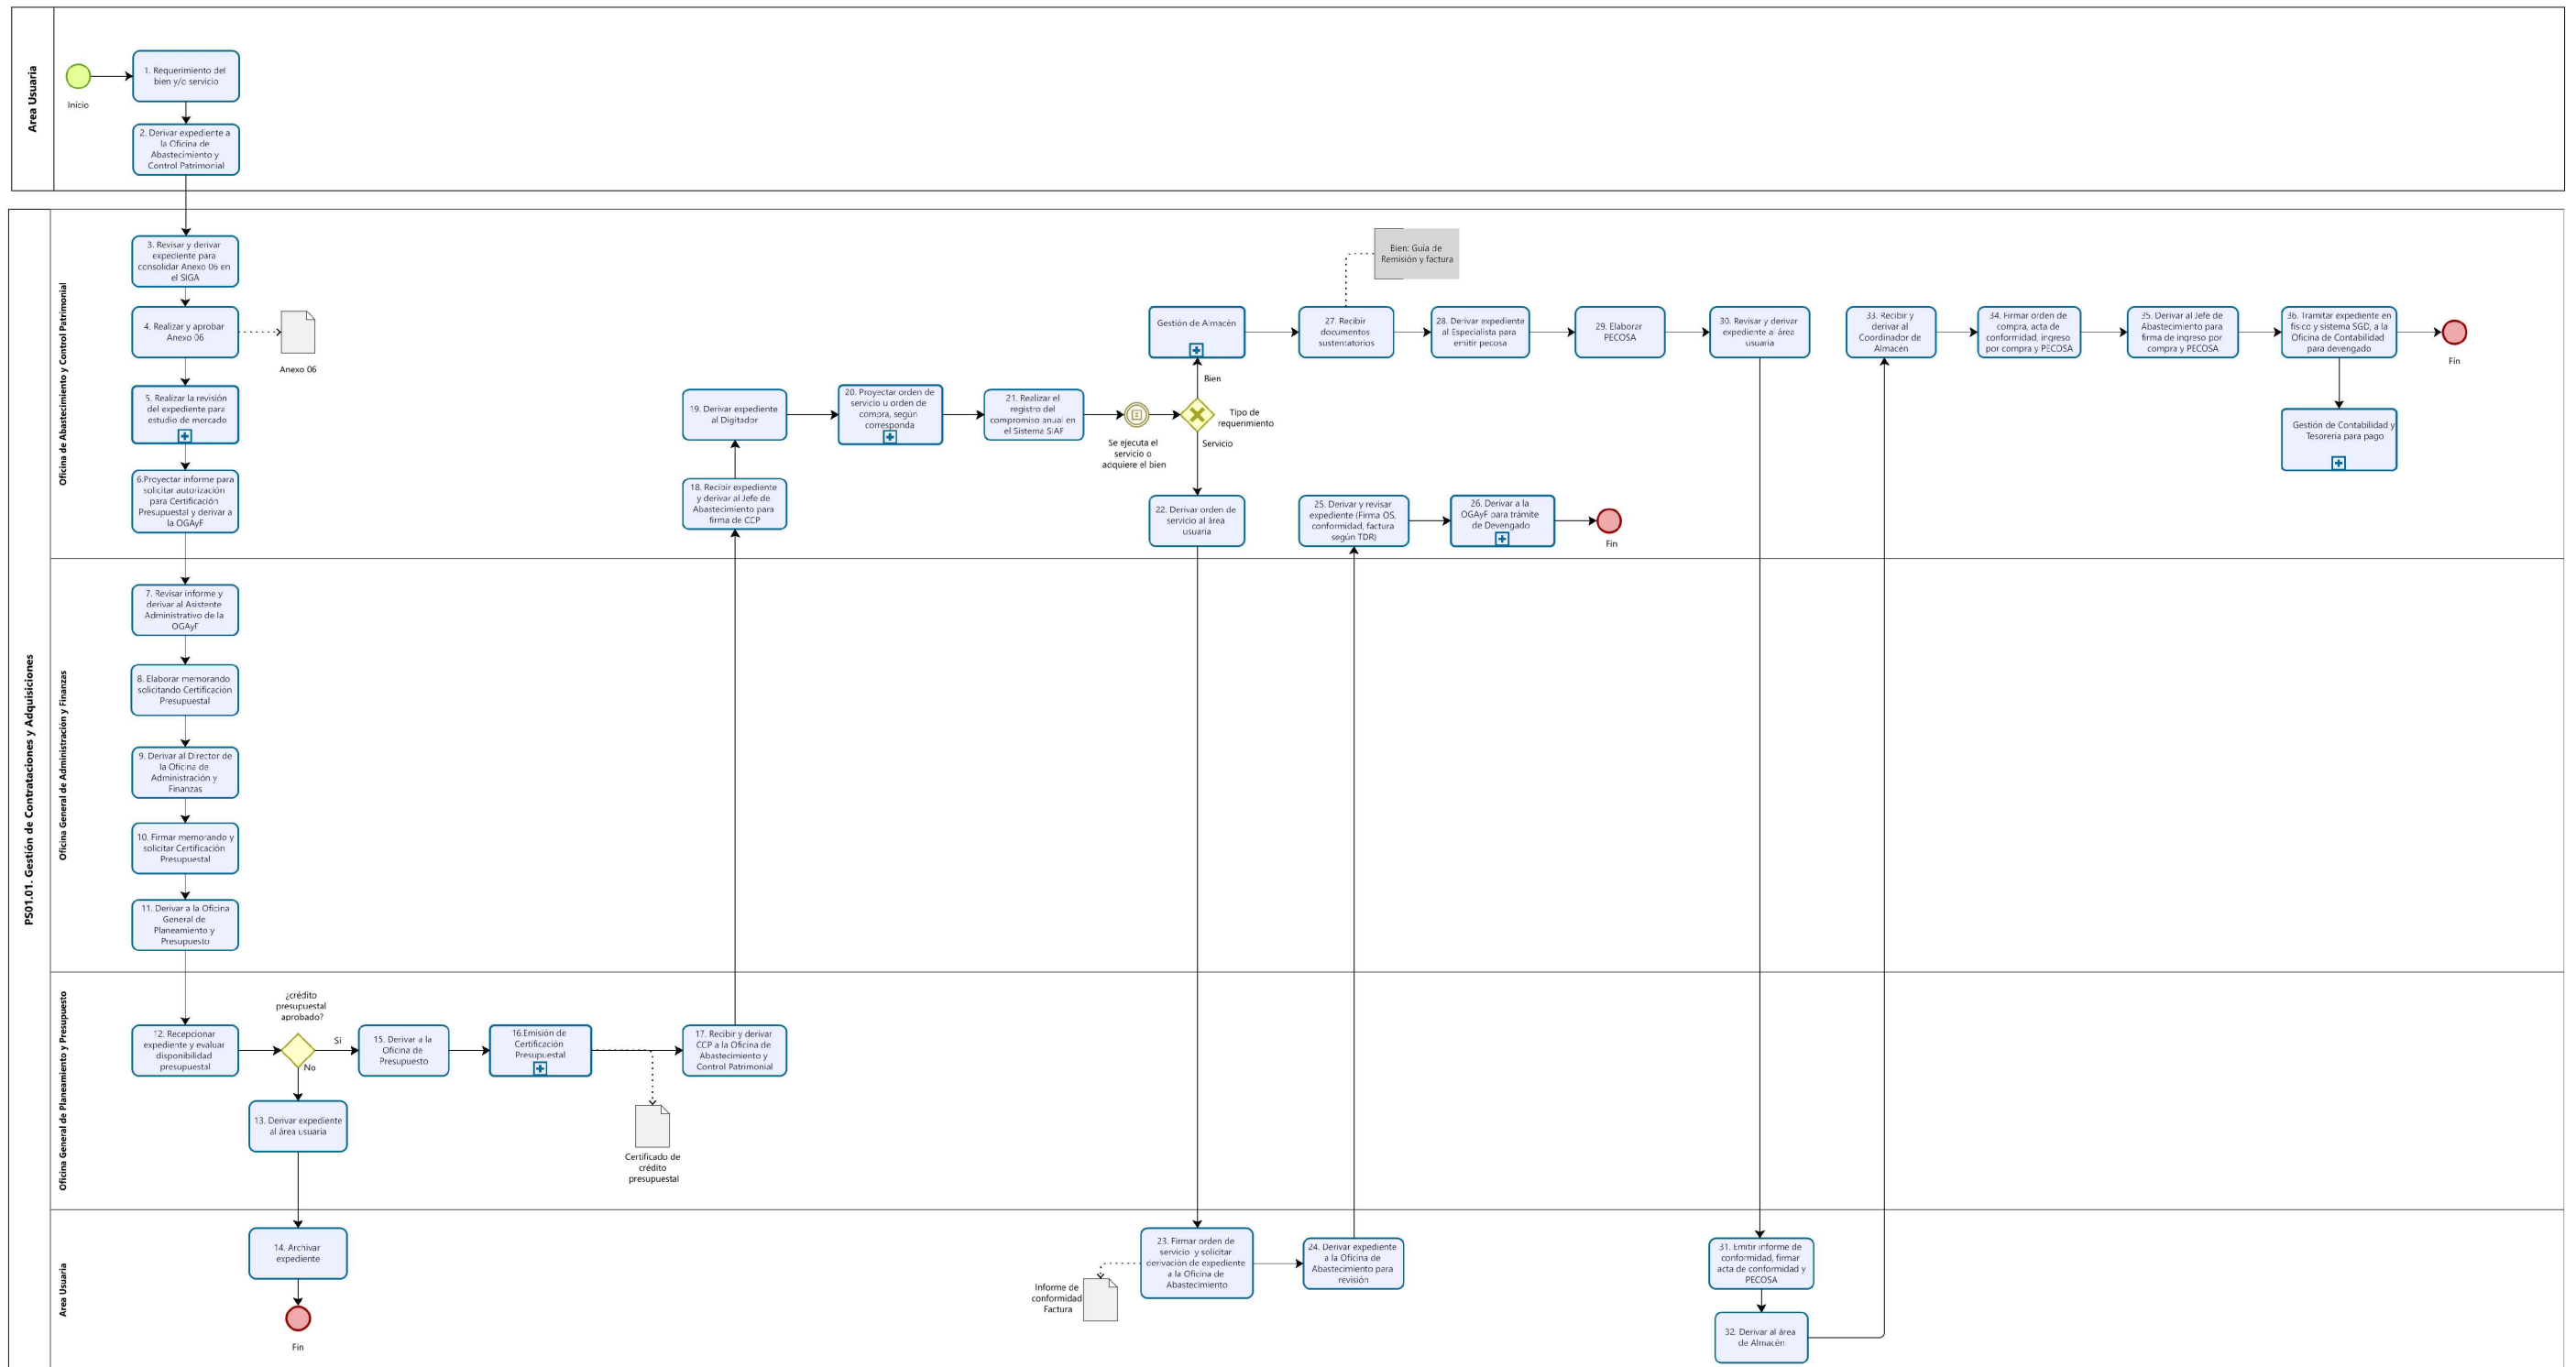 Area Usuaria
Inicio
1. Requerimiento del
bien y/o servicio
2. Derivar expediente a
la Oficina de
Abastecimiento y
Control Patrimonial
PS01.01. Gestión de Contrataciones y Adquisiciones
Oficina de Abastecimiento y Control Patrimonial
3. Revisar y derivar
expediente para
consolidar Anexo 06 en
el SIGA
4. Realizar y aprobar
Anexo 06
Anexo 06
5. Realizar la revisión
del expediente para
estudio de mercado
6.Proyectar informe para
solicitar autorización
para Certificación
Presupuestal y derivar a
la OGAyF
Oficina General de Administración y Finanzas
7. Revisar informe y
derivar al Asistente
Administrativo de la
OGAyF
8. Elaborar memorando
solicitando Certificación
Presupuestal
9. Derivar al Director de
la Oficina de
Administración y
Finanzas
10. Firmar memorando y
solicitar Certificación
Presupuestal
11. Derivar a la Oficina
General de
Planeamiento y
Presupuesto
Oficina General de Planeamiento y Presupuesto
12. Recepcionar
expediente y evaluar
disponibilidad
presupuestal
¿crédito
presupuestal
aprobado?
Si
No
13. Derivar expediente
al área usuaria
Area Usuaria
14. Archivar
expediente
Fin
15. Derivar a la
Oficina de
Presupuesto
16.Emisión de
Certificación
Presupuestal
Certificado de
crédito
presupuestal
17. Recibir y derivar
CCP a la Oficina de
Abastecimiento y
Control Patrimonial
18. Recibir expediente
y derivar al Jefe de
Abastecimiento para
firma de CCP
19. Derivar expediente
al Digitador
20. Proyectar orden de
servicio u orden de
compra, según
corresponda
21. Realizar el
registro del
compromiso anual en
el Sistema SIAF
Se ejecuta el
servicio o
adquiere el bien
Tipo de
requerimiento
Bien
Servicio
22. Derivar orden de
servicio al área
usuaria
23. Firmar orden de
servicio y solicitar
derivación de expediente
a la Oficina de
Abastecimiento
Informe de
conformidad
Factura
24. Derivar expediente
a la Oficina de
Abastecimiento para
revisión
25. Derivar y revisar
expediente (Firma OS,
conformidad, factura
según TDR)
26. Derivar a la
OGAyF para trámite
de Devengado
Fin
Gestión de Almacén
27. Recibir
documentos
sustentatorios
Bien: Guia de
Remisión y factura
28. Derivar expediente
al Especialista para
emitir pecosa
29. Elaborar
PECOSA
30. Revisar y derivar
expediente al área
usuaria
31. Emitir informe de
conformidad, firmar
acta de conformidad y
PECOSA
32. Derivar al área
de Almacén
33. Recibir y
derivar al
Coordinador de
Almacén
34. Firmar orden de
compra, acta de
conformidad, ingreso
por compra y PECOSA
35. Derivar al Jefe de
Abastecimiento para
firma de ingreso por
compra y PECOSA
36. Tramitar expediente en
físico y sistema SGD, a la
Oficina de Contabilidad
para devengado
Fin
Gestión de Contabilidad y
Tesorería para pago